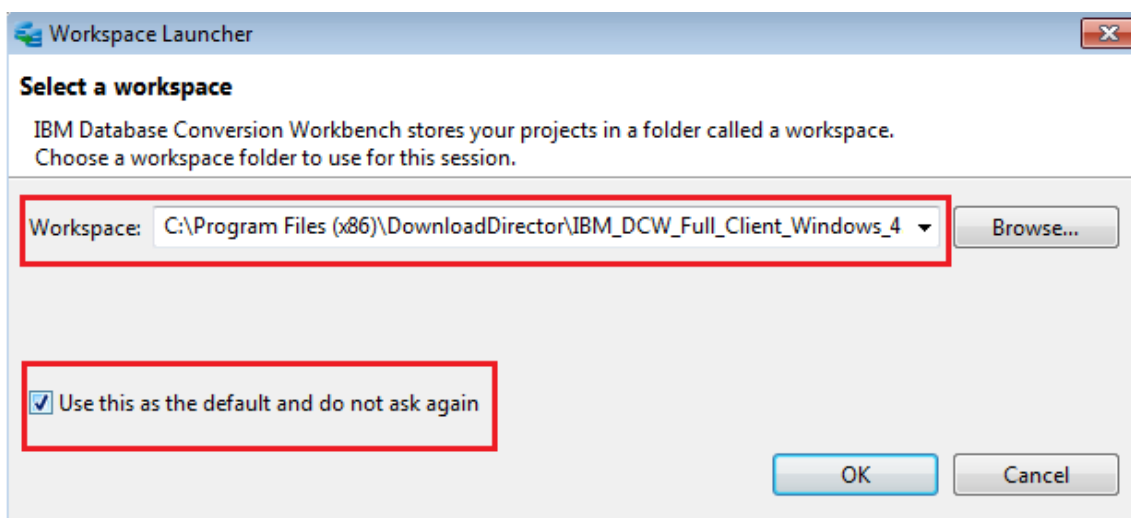 Workspace Launcher
Select a workspace
IBM Database Conversion Workbench stores your projects in a folder called a workspace.
Choose a workspace folder to use for this session.
Workspace: C:\Program Files (x86)\DownloadDirector\IBM_DCW_Full_Client_Windows_4 Browse...
Use this as the default and do not ask again
OK Cancel